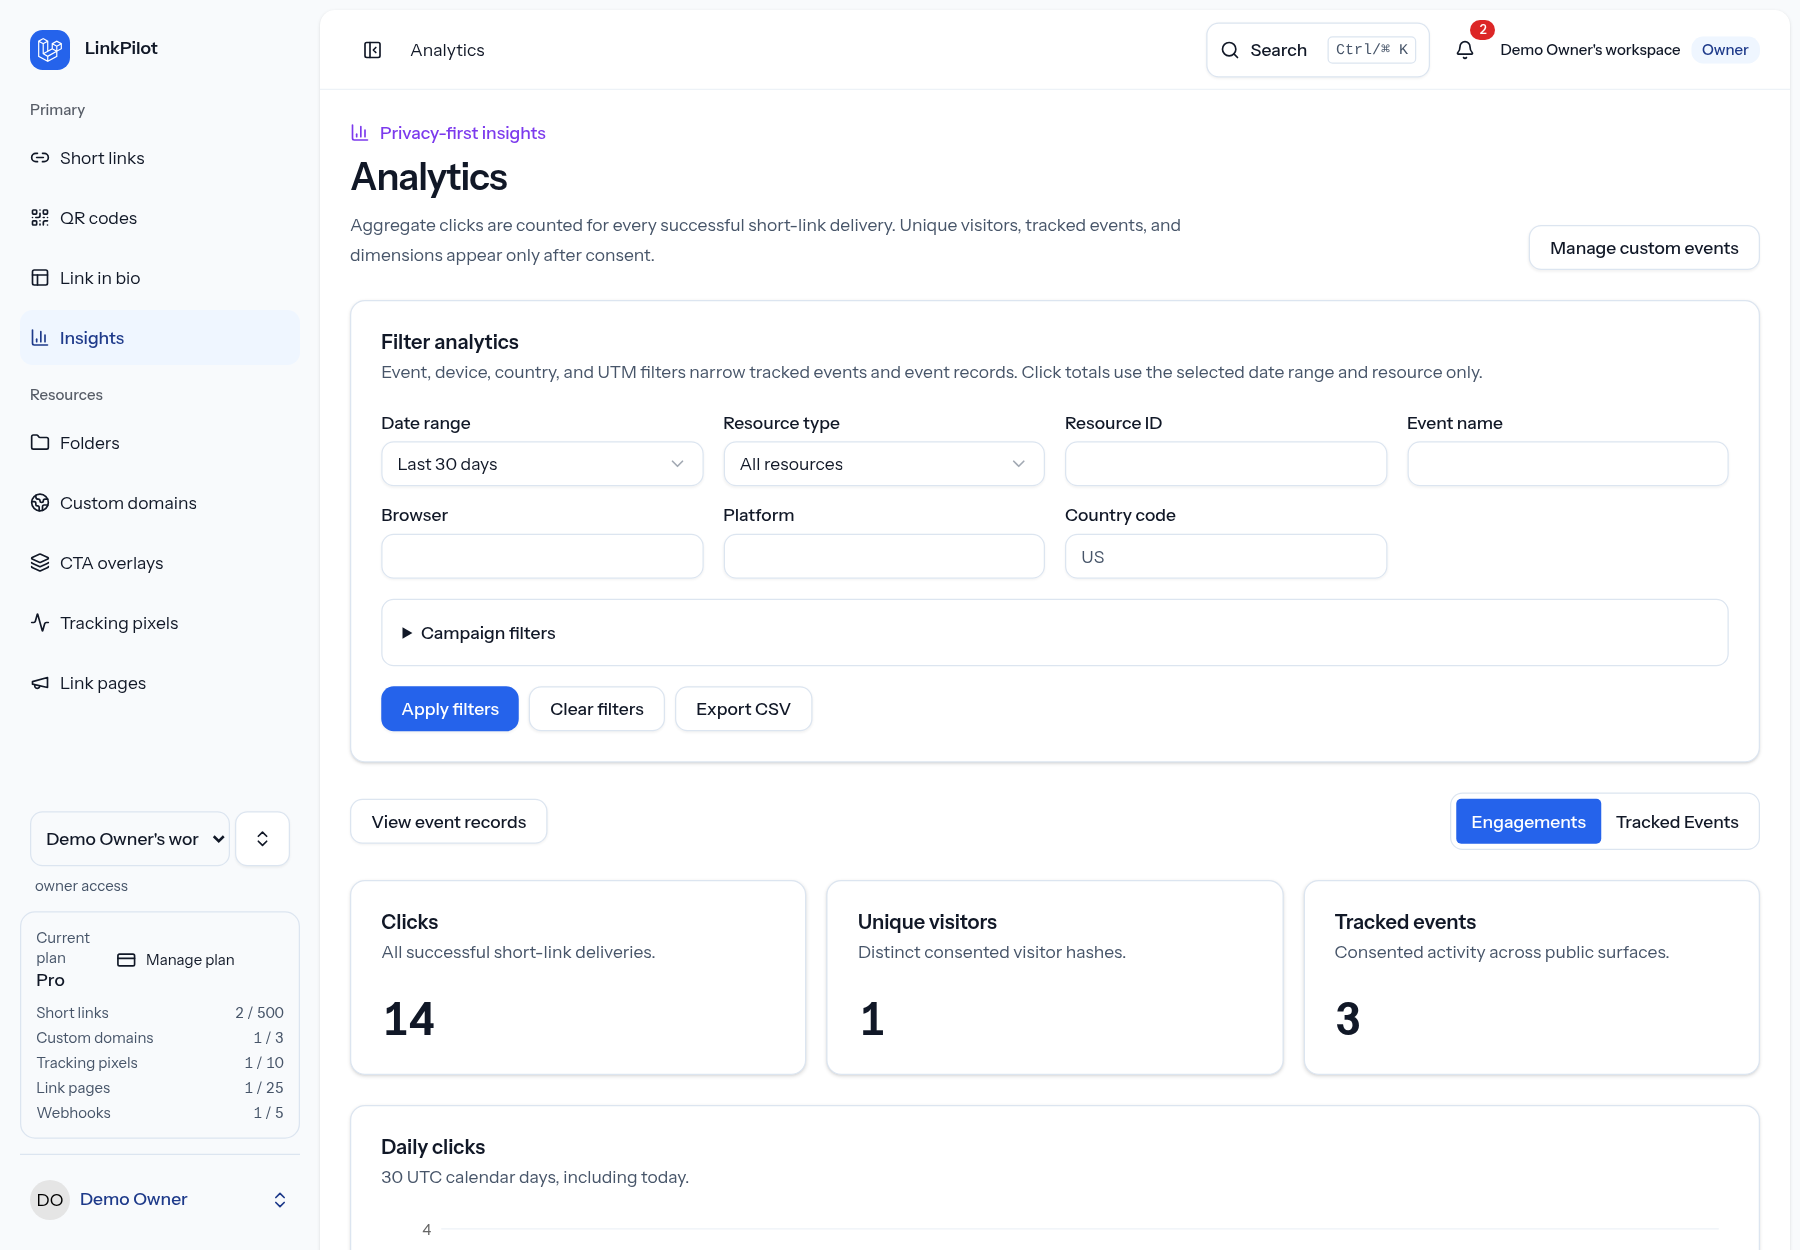 LinkPilot
Primary
Short links
QR codes
Link in bio
Insights
Resources
Folders
Custom domains
CTA overlays
Tracking pixels
Link pages
Demo Owner's wor
owner access
Current
plan
Pro
Manage plan
Short links 2 / 500
Custom domains 1 / 3
Tracking pixels 1 / 10
Link pages 1 / 25
Webhooks 1 / 5
DO Demo Owner
Analytics
Search Ctrl/⌘ K
2
Demo Owner's workspace Owner
Privacy-first insights
Analytics
Aggregate clicks are counted for every successful short-link delivery. Unique visitors, tracked events, and
dimensions appear only after consent.
Manage custom events
Filter analytics
Event, device, country, and UTM filters narrow tracked events and event records. Click totals use the selected date range and resource only.
Date range Resource type Resource ID Event name
Last 30 days All resources
Browser Platform Country code
US
Campaign filters
Apply filters Clear filters Export CSV
View event records
Engagements Tracked Events
Clicks
All successful short-link deliveries.
14
Unique visitors
Distinct consented visitor hashes.
1
Tracked events
Consented activity across public surfaces.
3
Daily clicks
30 UTC calendar days, including today.
4